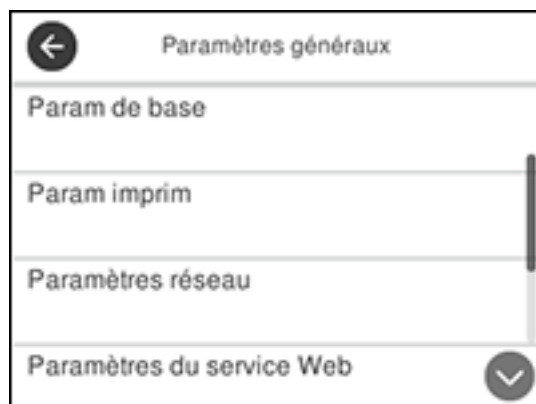 Paramètres généraux
Param de base
Param imprim
Paramètres réseau
Paramètres du service Web